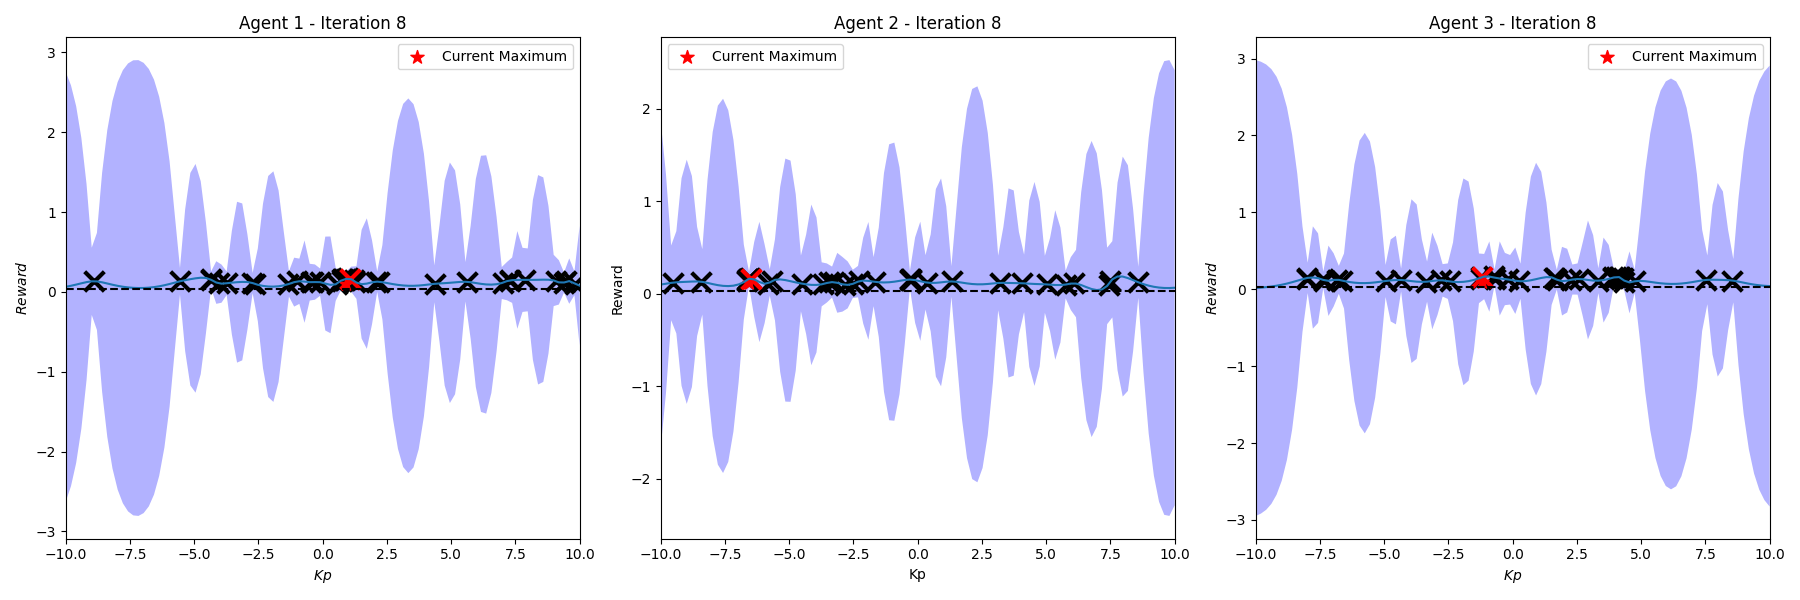 Agent 1 - Iteration 8
Current Maximum
Reward
3
2
1
0
−1
−2
−3
−10.0 −7.5 −5.0 −2.5 0.0 2.5 5.0 7.5 10.0
Kp
Agent 2 - Iteration 8
Current Maximum
Reward
2
1
0
−1
−2
−10.0 −7.5 −5.0 −2.5 0.0 2.5 5.0 7.5 10.0
Kp
Agent 3 - Iteration 8
Current Maximum
Reward
3
2
1
0
−1
−2
−3
−10.0 −7.5 −5.0 −2.5 0.0 2.5 5.0 7.5 10.0
Kp